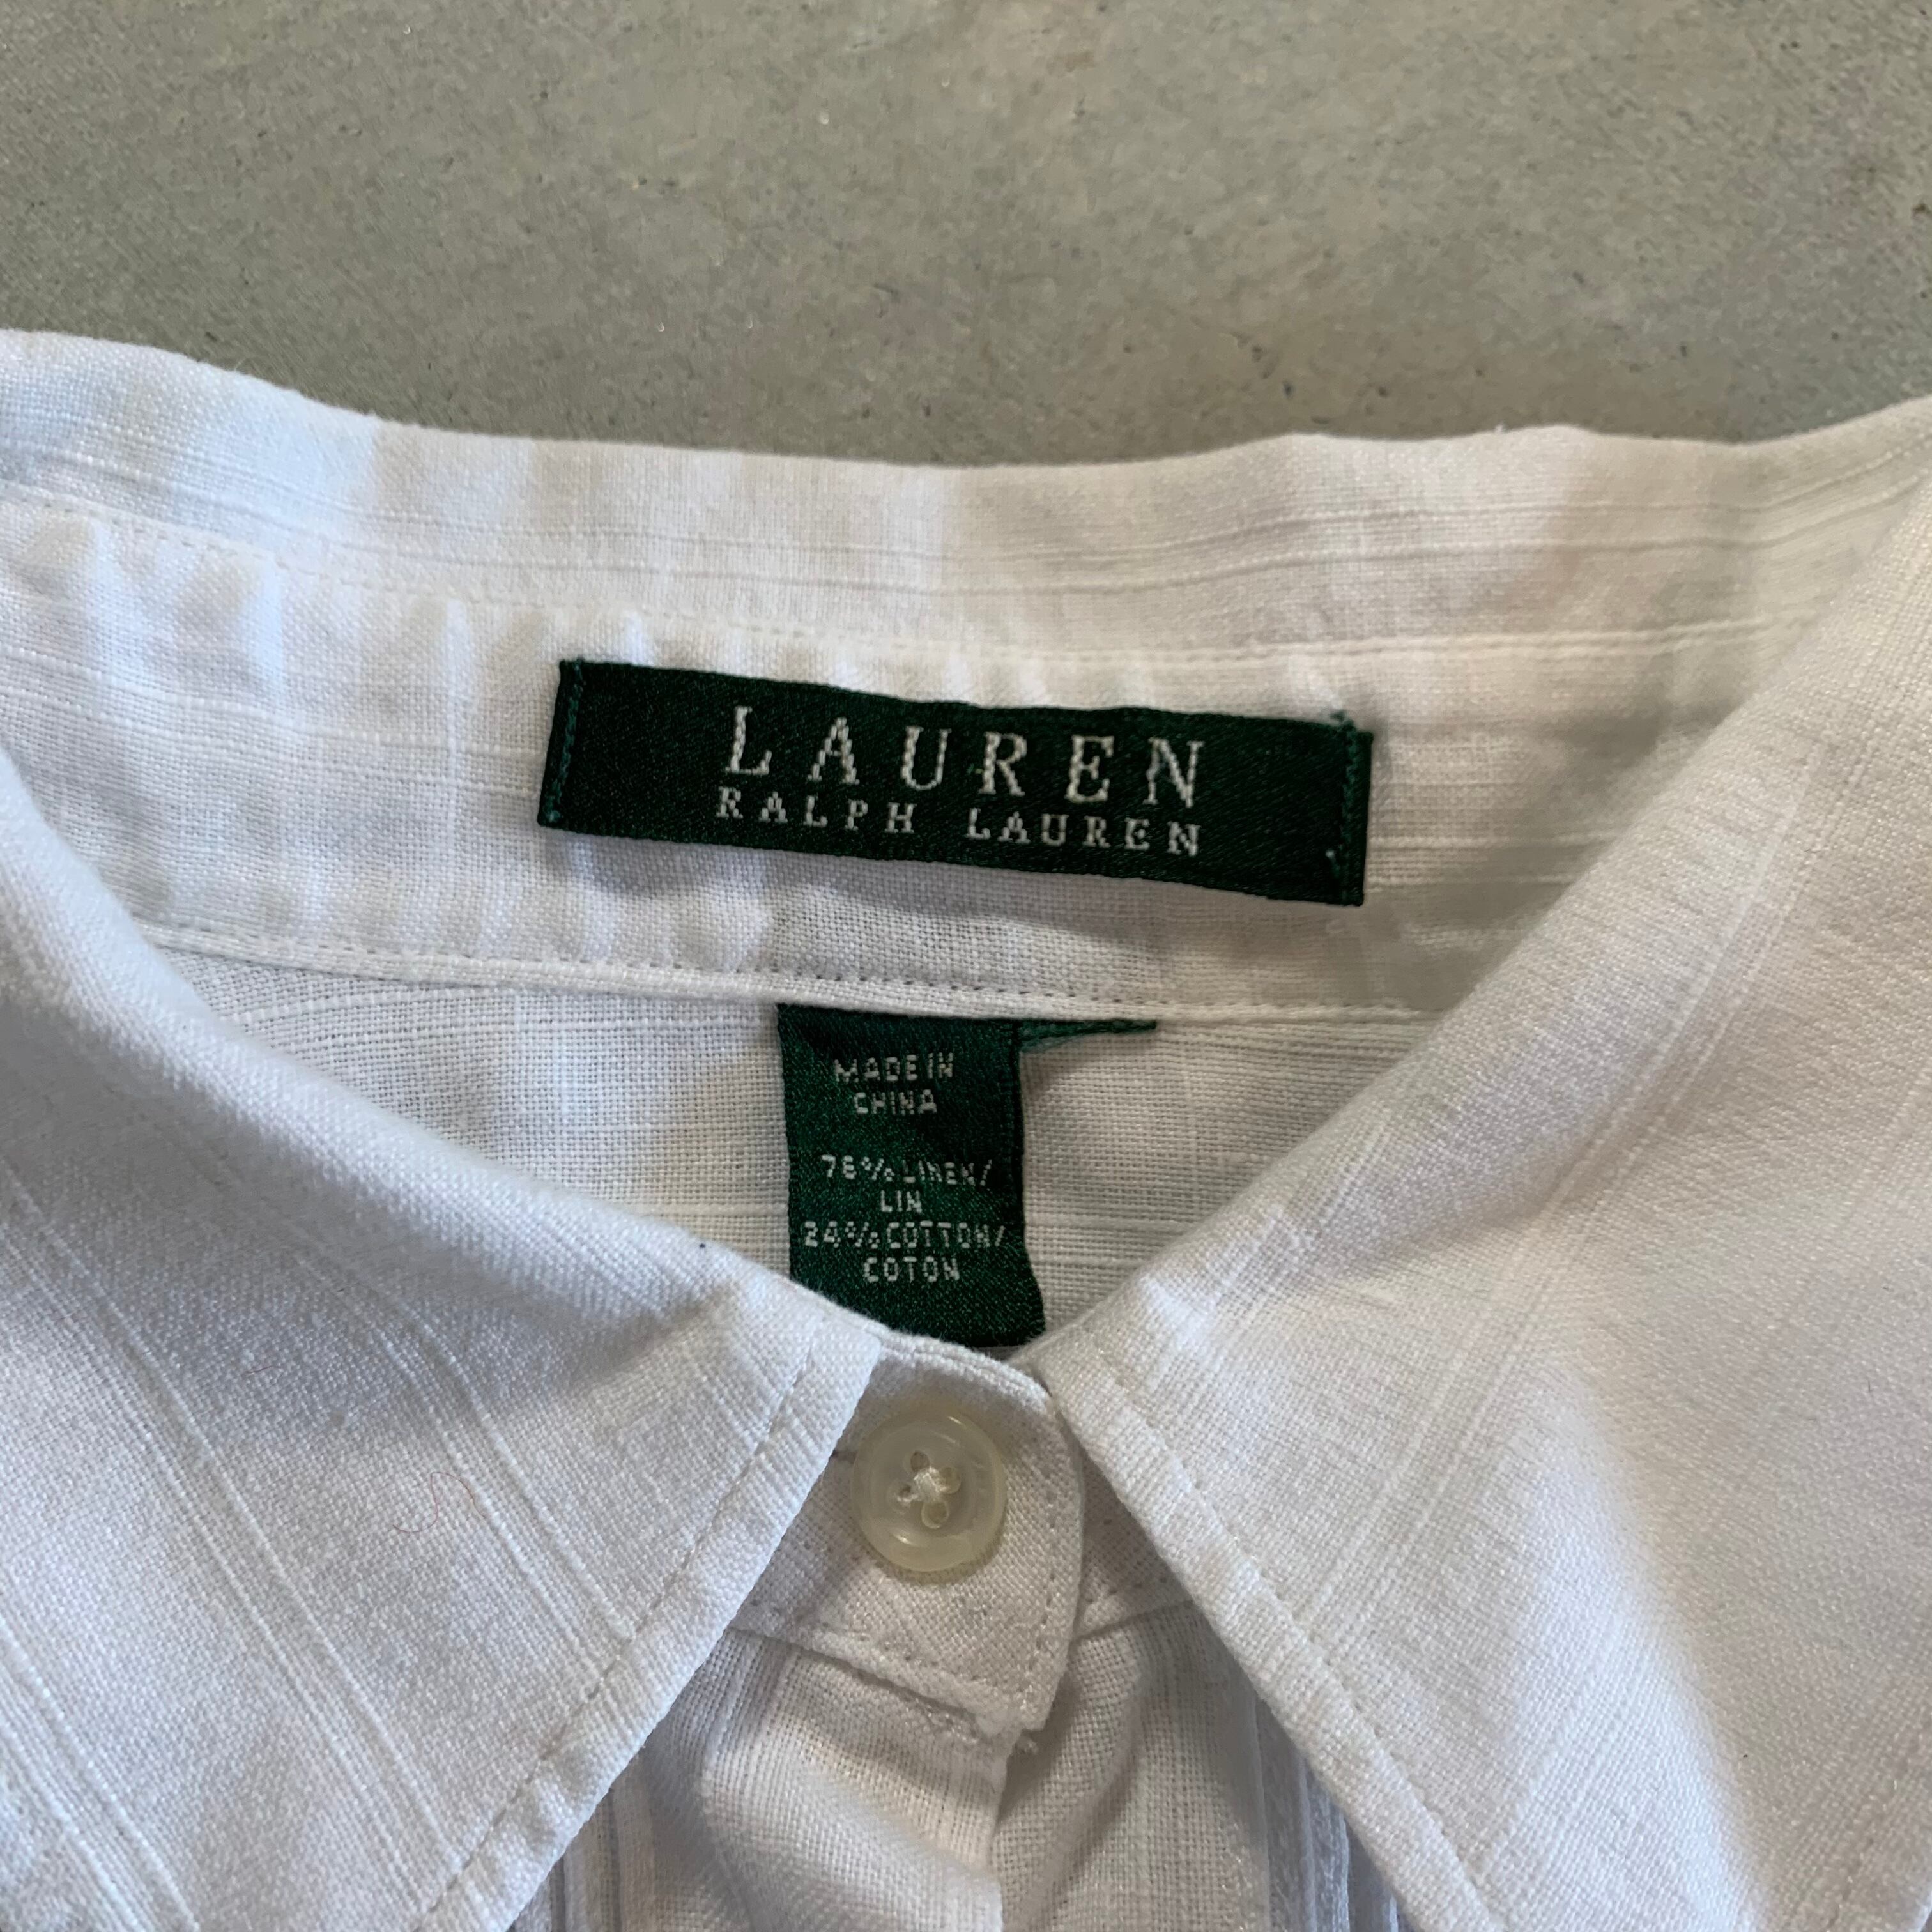 LAUREN
RALPH LAUREN
MADE IN
CHINA
76% LINEN/
LIN
24% COTTON/
COTON